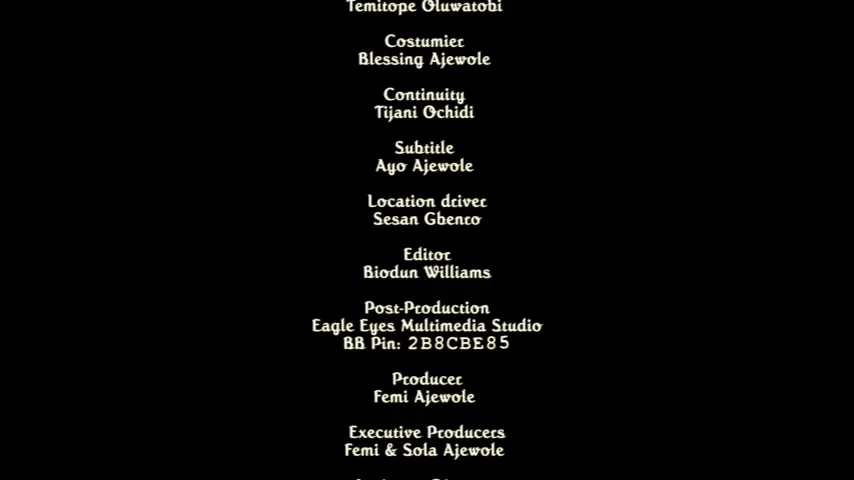 Temitope Oluwatobi
Costumier
Blessing Ajewole
Continuity
Tijani Ochidi
Subtitle
Ayo Ajewole
Location driver
Sesan Gbenro
Editor
Biodun Williams
Post-Production
Eagle Eyes Multimedia Studio
BB Pin: 2B8CBE85
Producer
Femi Ajewole
Executive Producers
Femi & Sola Ajewole